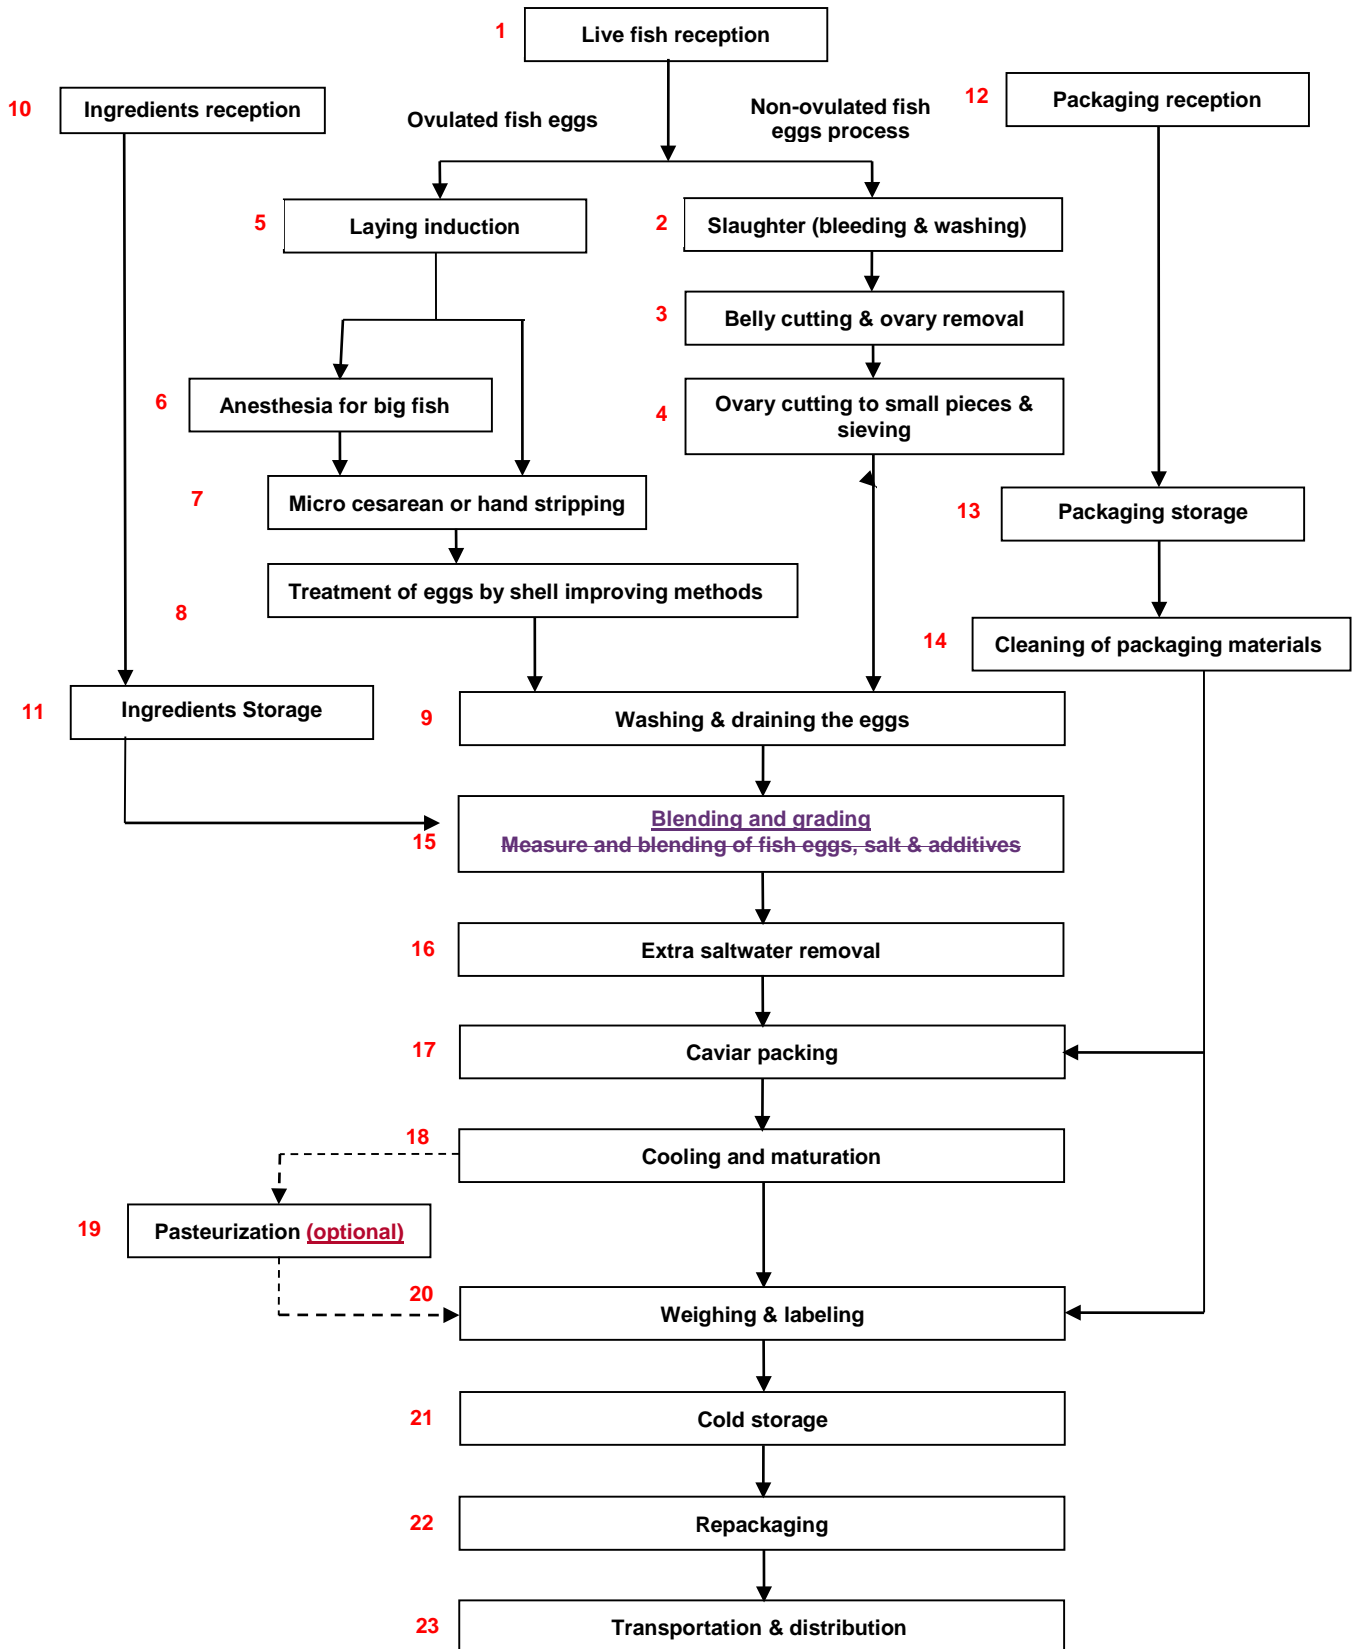 1
Live fish reception
10
Ingredients reception
12
Packaging reception
Ovulated fish eggs
Non-ovulated fish
eggs process
5
Laying induction
2
Slaughter (bleeding & washing)
3
Belly cutting & ovary removal
6
Anesthesia for big fish
4
Ovary cutting to small pieces &
sieving
7
Micro cesarean or hand stripping
13
Packaging storage
8
Treatment of eggs by shell improving methods
14
Cleaning of packaging materials
11
Ingredients Storage
9
Washing & draining the eggs
15
Blending and grading
Measure and blending of fish eggs, salt & additives
16
Extra saltwater removal
17
Caviar packing
18
Cooling and maturation
19
Pasteurization (optional)
20
Weighing & labeling
21
Cold storage
22
Repackaging
23
Transportation & distribution